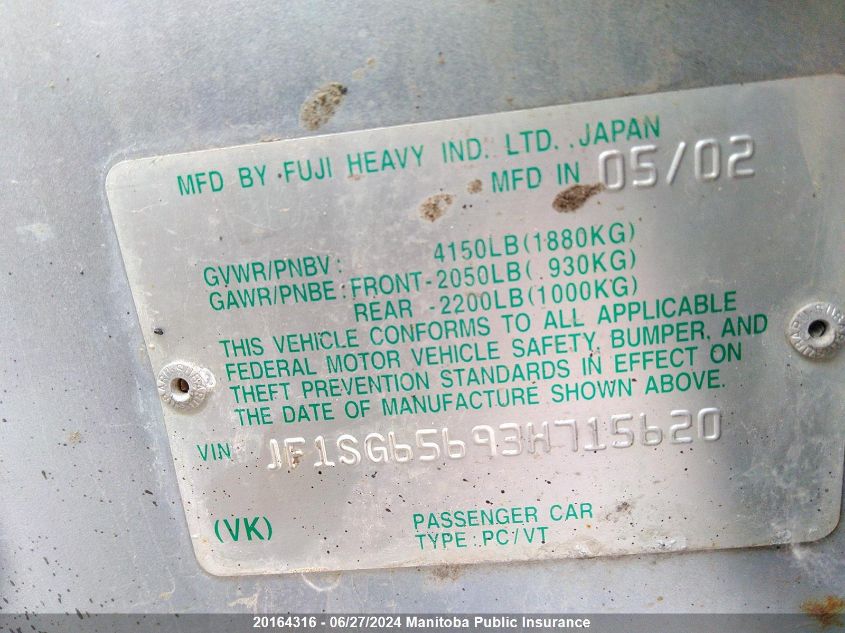 MFD BY FUJI HEAVY IND. LTD. JAPAN
MFD IN 05/02
GVWR/PNBV: 4150LB(1880KG)
GAWR/PNBE: FRONT-2050LB( 930KG)
REAR -2200LB(1000KG)
THIS VEHICLE CONFORMS TO ALL APPLICABLE
FEDERAL MOTOR VEHICLE SAFETY, BUMPER, AND
THEFT PREVENTION STANDARDS IN EFFECT ON
THE DATE OF MANUFACTURE SHOWN ABOVE.
VIN: JF1SG65693H715620
(VK) PASSENGER CAR
TYPE:PC/VT
20164316 - 06/27/2024 Manitoba Public Insurance